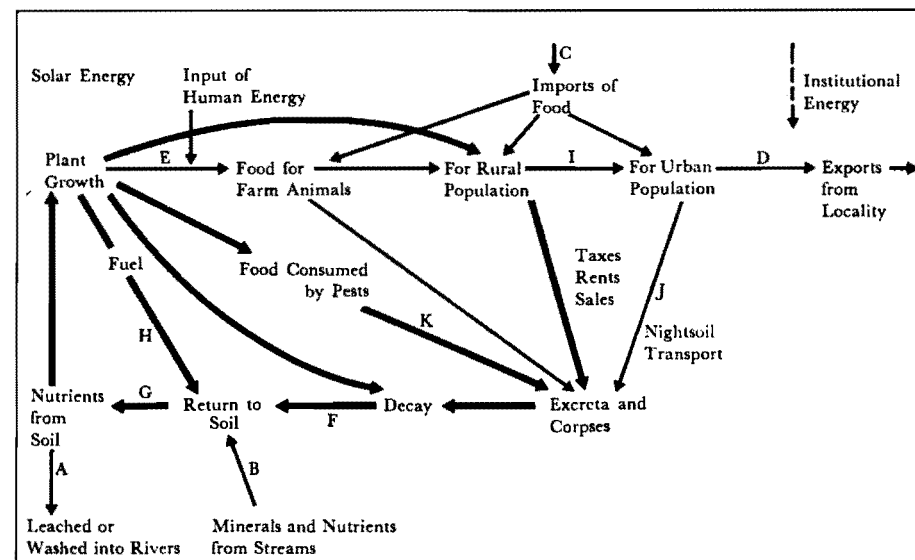 C
Solar Energy
Input of
Human Energy
Imports of
Food
Institutional
Energy
E
I
D
Plant
Growth
Food for
Farm Animals
For Rural
Population
For Urban
Population
Exports
from
Locality
Fuel
Food Consumed
by Pests
Taxes
Rents
Sales
J
K
H
Nightsoil
Transport
G
F
Nutrients
from
Soil
Return to
Soil
Decay
Excreta and
Corpses
A
B
Leached or
Washed into Rivers
Minerals and Nutrients
from Streams